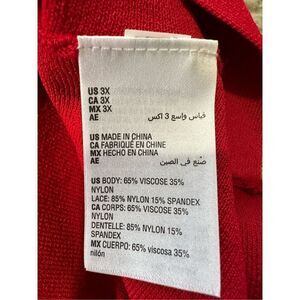 US 3X
CA 3X
MX 3X
AE قياس واسع 3 اكس
US MADE IN CHINA
CA FABRIQUÉ EN CHINE
MX HECHO EN CHINA
AE صنع في الصين
US BODY: 65% VISCOSE 35%
NYLON
LACE: 85% NYLON 15% SPANDEX
CA CORPS: 65% VISCOSE 35%
NYLON
DENTELLE: 85% NYLON 15%
SPANDEX
MX CUERPO: 65% viscosa 35%
nilón